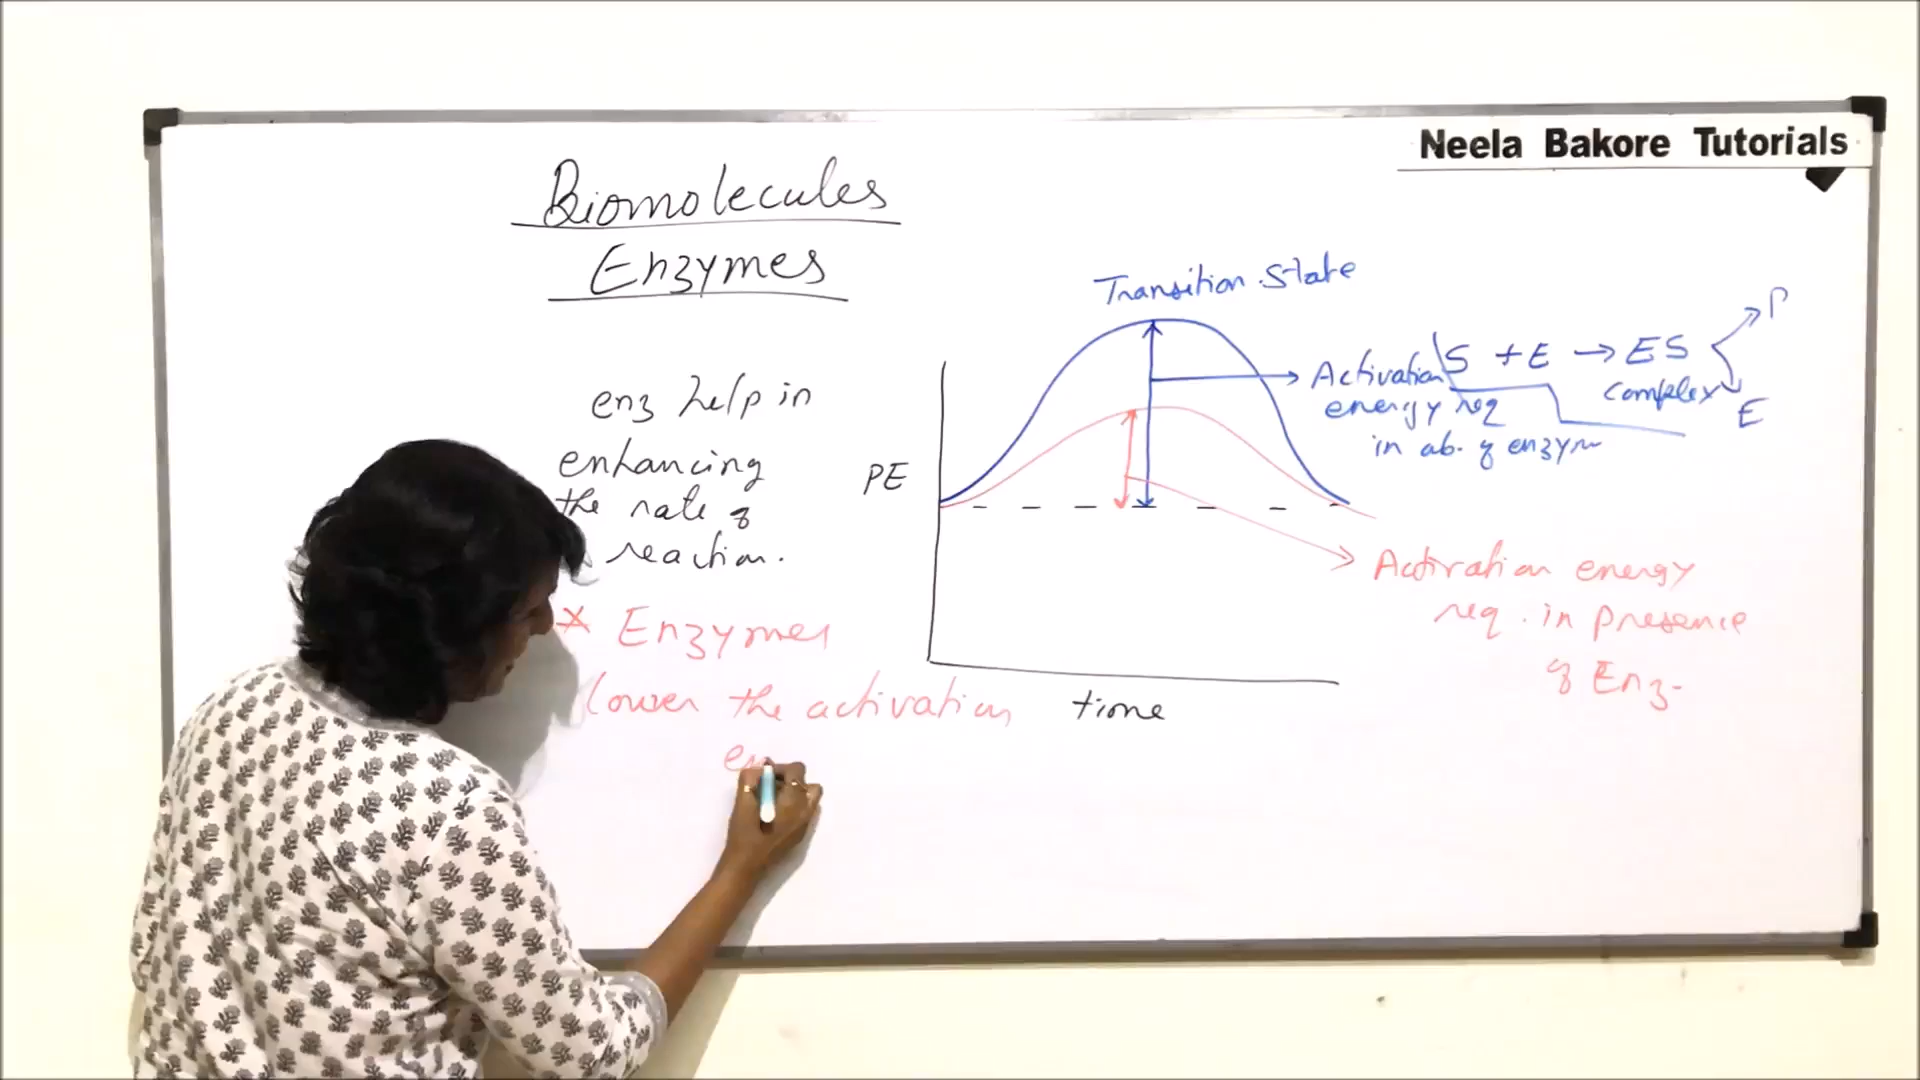 Neela Bakore Tutorials
Biomolecules
Enzymes
enz help in
enhancing
the rate of
reaction.
* Enzymes
lower the activation
en
PE
time
Transition State
S + E → ES
complex
P
E
Activation
energy req
in ab. of enzym
Activation energy
req. in presence
of Enz-